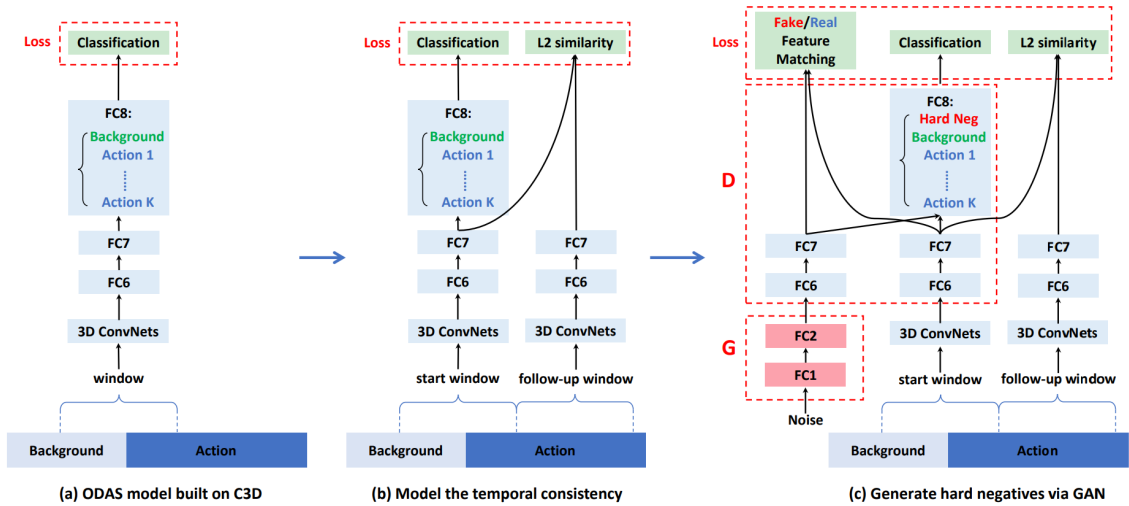 Loss
Classification
FC8:
Background
Action 1
Action K
FC7
FC6
3D ConvNets
window
Background
Action
(a) ODAS model built on C3D
Loss
Classification
L2 similarity
FC8:
Background
Action 1
Action K
FC7
FC7
FC6
FC6
3D ConvNets
3D ConvNets
start window
follow-up window
Background
Action
(b) Model the temporal consistency
Loss
Fake/Real
Feature
Matching
Classification
L2 similarity
D
FC8:
Hard Neg
Background
Action 1
Action K
FC7
FC7
FC7
FC6
FC6
FC6
G
FC2
3D ConvNets
3D ConvNets
FC1
start window
follow-up window
Noise
Background
Action
(c) Generate hard negatives via GAN